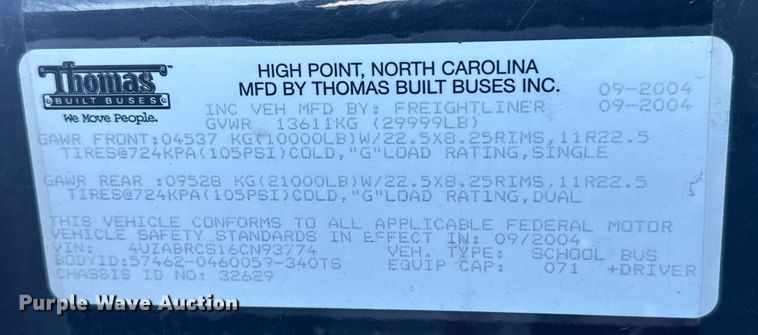 Thomas
BUILT BUSES
We Move People.
HIGH POINT, NORTH CAROLINA
MFD BY THOMAS BUILT BUSES INC. 09-2004
INC VEH MFD BY: FREIGHTLINER 09-2004
GVWR 13611KG (29999LB)
GAWR FRONT:04537 KG(10000LB)W/22.5X8.25RIMS,11R22.5
TIRES@724KPA(105PSI)COLD,"G"LOAD RATING,SINGLE
GAWR REAR :09528 KG(21000LB)W/22.5X8.25RIMS,11R22.5
TIRES@724KPA(105PSI)COLD,"G"LOAD RATING,DUAL
THIS VEHICLE CONFORMS TO ALL APPLICABLE FEDERAL MOTOR
VEHICLE SAFETY STANDARDS IN EFFECT IN: 09/2004
VIN: 4UZABRCS16CN93774 VEH. TYPE: SCHOOL BUS
BODYID:57462-0460059-340TS EQUIP CAP: 071 +DRIVER
CHASSIS ID NO: 32629
Purple Wave Auction